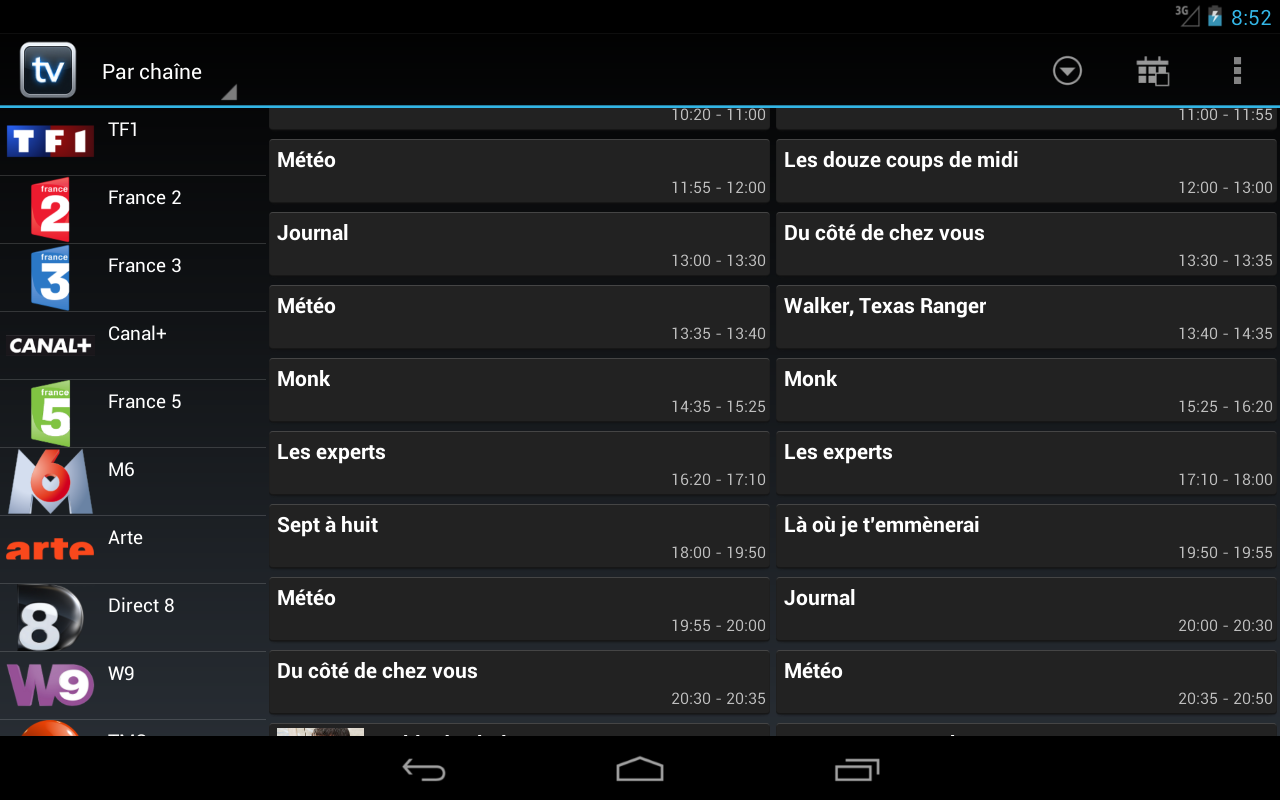 3G 8:52
tv Par chaîne
TF1 TF1
france 2 France 2
france 3 France 3
CANAL+ Canal+
france 5 France 5
M6 M6
arte Arte
8 Direct 8
W9 W9
10:20 - 11:00
11:00 - 11:55
Météo
11:55 - 12:00
Les douze coups de midi
12:00 - 13:00
Journal
13:00 - 13:30
Du côté de chez vous
13:30 - 13:35
Météo
13:35 - 13:40
Walker, Texas Ranger
13:40 - 14:35
Monk
14:35 - 15:25
Monk
15:25 - 16:20
Les experts
16:20 - 17:10
Les experts
17:10 - 18:00
Sept à huit
18:00 - 19:50
Là où je t'emmènerai
19:50 - 19:55
Météo
19:55 - 20:00
Journal
20:00 - 20:30
Du côté de chez vous
20:30 - 20:35
Météo
20:35 - 20:50